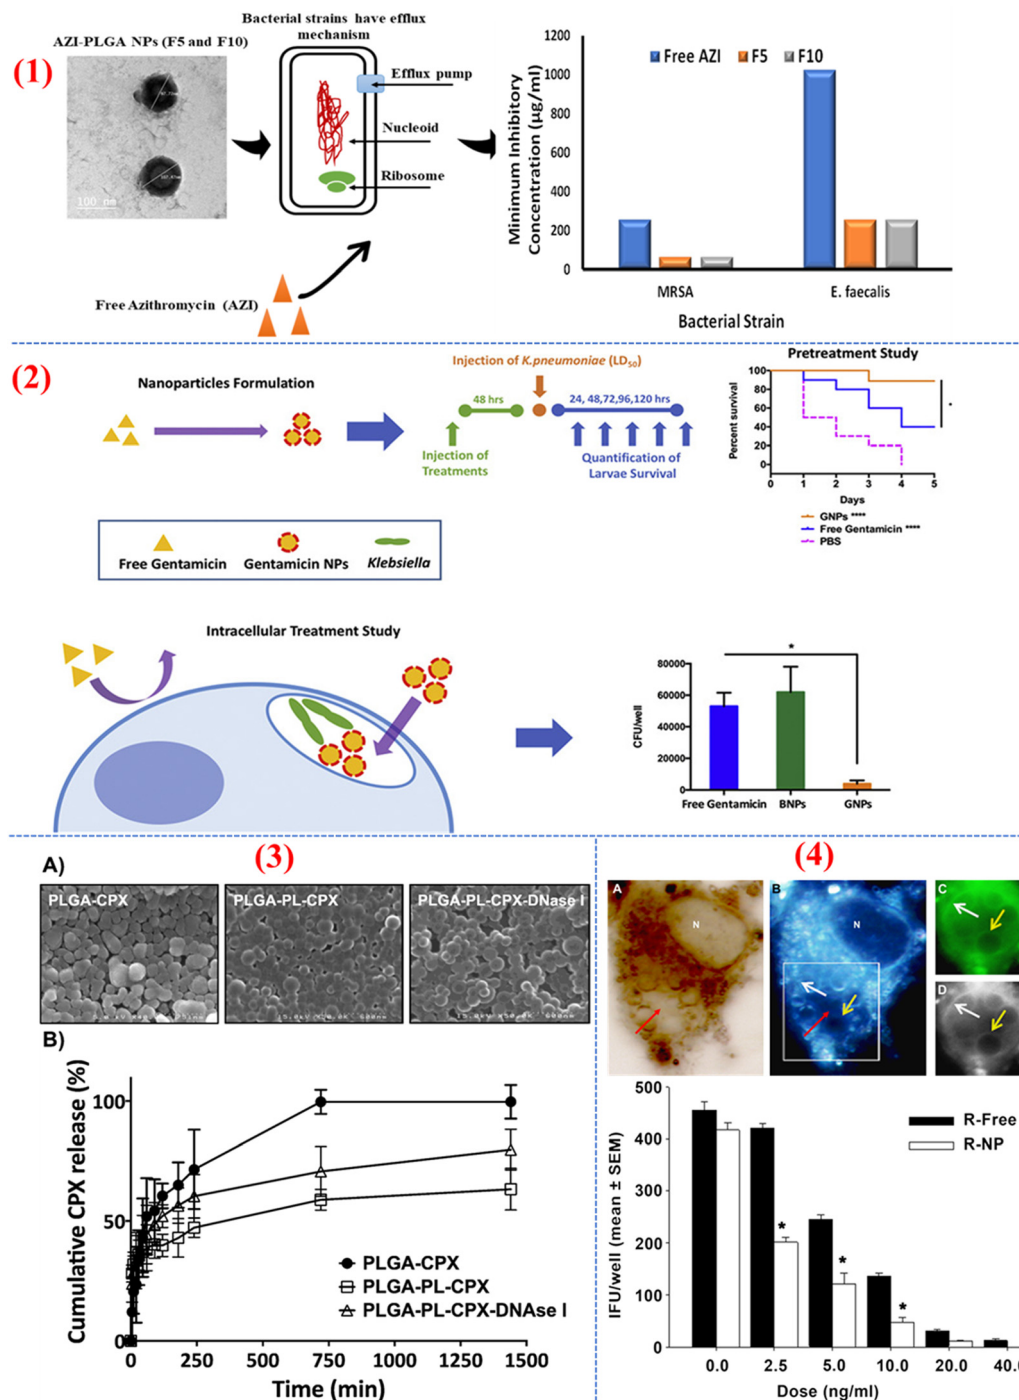 (1)
AZI-PLGA NPs (F5 and F10)
100 nm
Bacterial strains have efflux
mechanism
Efflux pump
Nucleoid
Ribosome
Free Azithromycin (AZI)
Minimum Inhibitory
Concentration (µg/ml)
1200
1000
800
600
400
200
0
Free AZI
F5
F10
MRSA
E. faecalis
Bacterial Strain
(2)
Nanoparticles Formulation
Injection of K.pneumoniae (LD50)
48 hrs
24, 48,72,96,120 hrs
Injection of
Treatments
Quantification of
Larvae Survival
Pretreatment Study
Percent survival
100
80
60
40
20
0
0 1 2 3 4 5
Days
*
GNPs ****
Free Gentamicin ****
PBS
Free Gentamicin
Gentamicin NPs
Klebsiella
Intracellular Treatment Study
CFU/well
80000
60000
40000
20000
0
*
Free Gentamicin BNPs GNPs
(3)
A)
PLGA-CPX
PLGA-PL-CPX
PLGA-PL-CPX-DNase I
B)
Cumulative CPX release (%)
100
50
0
PLGA-CPX
PLGA-PL-CPX
PLGA-PL-CPX-DNAse I
0 250 500 750 1000 1250 1500
Time (min)
(4)
A
N
B
N
C
D
IFU/well (mean ± SEM)
500
400
300
200
100
0
R-Free
R-NP
*
*
*
0.0 2.5 5.0 10.0 20.0 40.0
Dose (ng/ml)